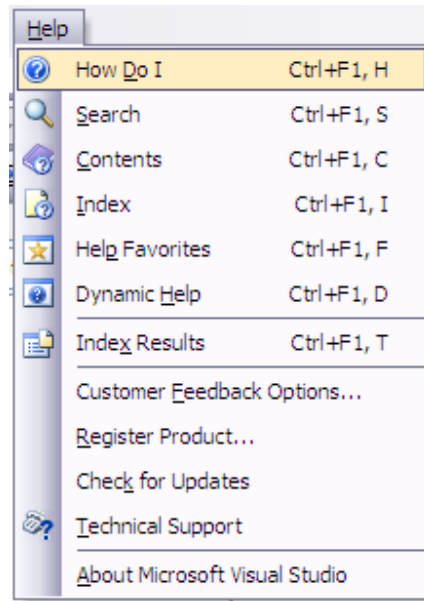 Help
How Do I Ctrl+F1, H
Search Ctrl+F1, S
Contents Ctrl+F1, C
Index Ctrl+F1, I
Help Favorites Ctrl+F1, F
Dynamic Help Ctrl+F1, D
Index Results Ctrl+F1, T
Customer Feedback Options...
Register Product...
Check for Updates
Technical Support
About Microsoft Visual Studio